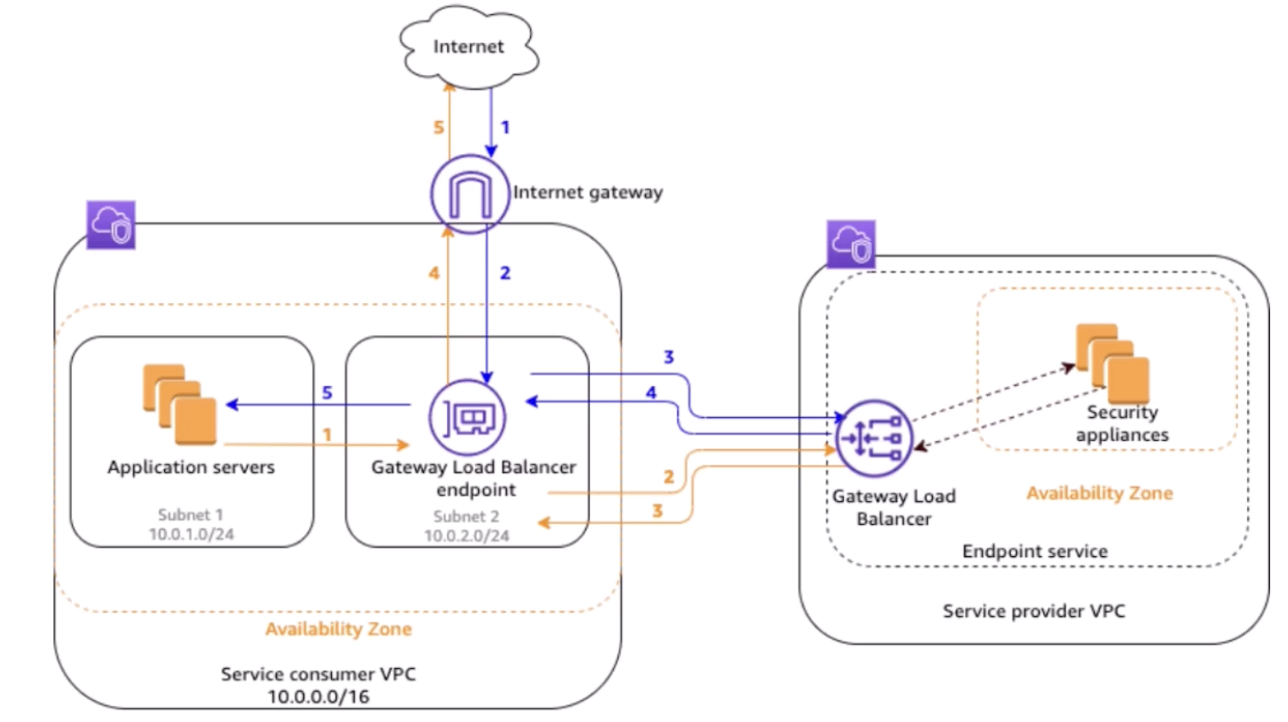 Internet
5
1
Internet gateway
4
2
3
4
5
1
2
3
Application servers
Subnet 1
10.0.1.0/24
Gateway Load Balancer
endpoint
Subnet 2
10.0.2.0/24
Availability Zone
Service consumer VPC
10.0.0.0/16
Security
appliances
Availability Zone
Gateway Load
Balancer
Endpoint service
Service provider VPC